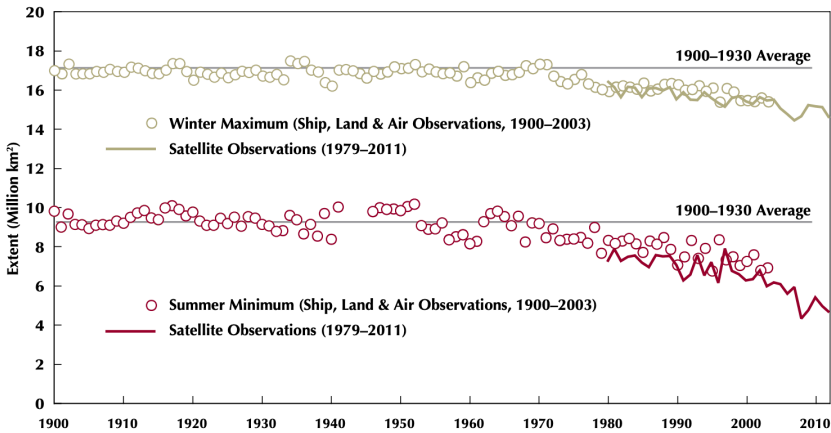 20
18
16
14
12
10
8
6
4
2
0
Extent (Million km²)
1900–1930 Average
Winter Maximum (Ship, Land & Air Observations, 1900–2003)
Satellite Observations (1979–2011)
1900–1930 Average
Summer Minimum (Ship, Land & Air Observations, 1900–2003)
Satellite Observations (1979–2011)
1900 1910 1920 1930 1940 1950 1960 1970 1980 1990 2000 2010